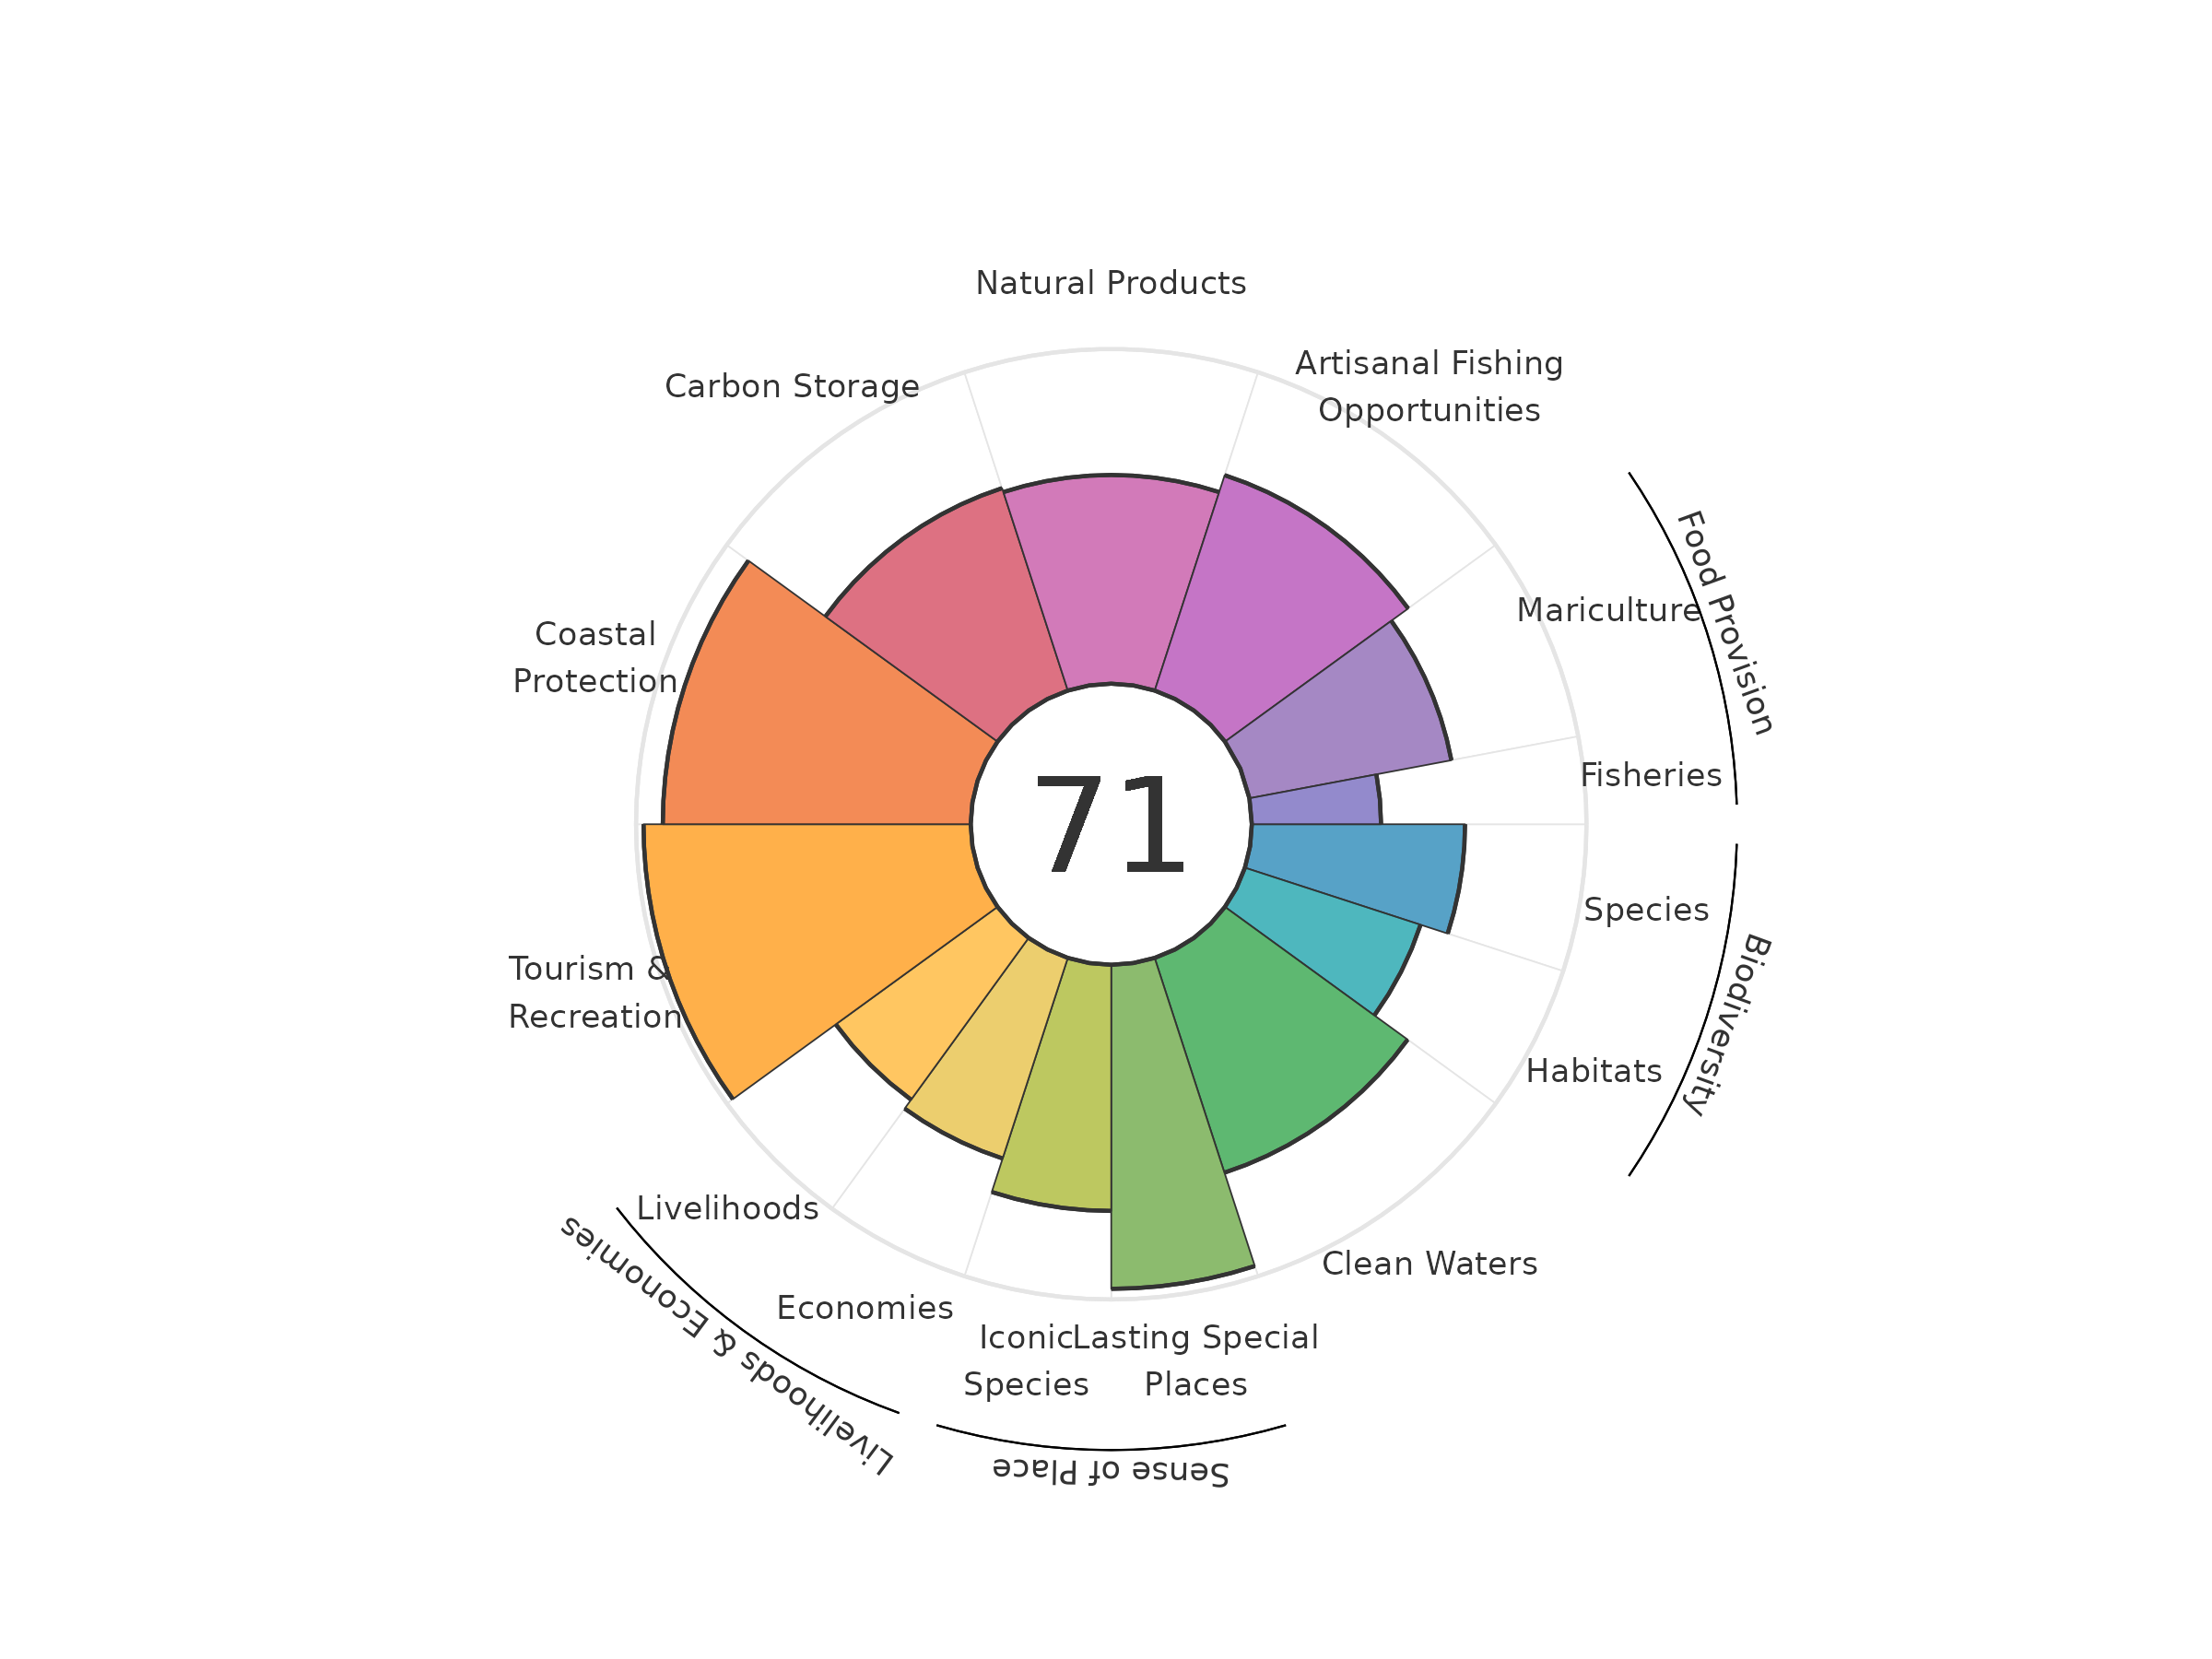 Natural Products
Artisanal Fishing
Opportunities
Carbon Storage
Food Provision
Mariculture
Coastal
Protection
71
Fisheries
Species
Biodiversity
Tourism &
Recreation
Habitats
Livelihoods
Clean Waters
Livelihoods & Economies
Economies
Iconic
Species
Lasting Special
Places
Sense of Place